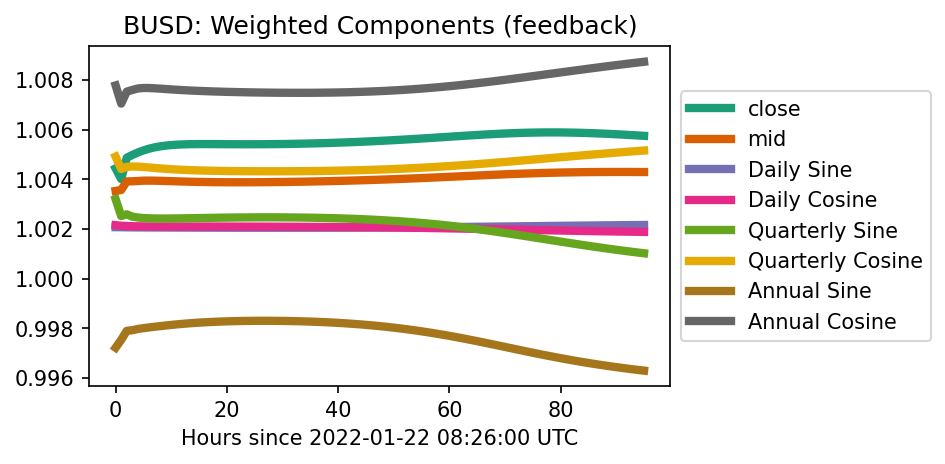 BUSD: Weighted Components (feedback)
1.008
1.006
1.004
1.002
1.000
0.998
0.996
0
20
40
60
80
Hours since 2022-01-22 08:26:00 UTC
close
mid
Daily Sine
Daily Cosine
Quarterly Sine
Quarterly Cosine
Annual Sine
Annual Cosine